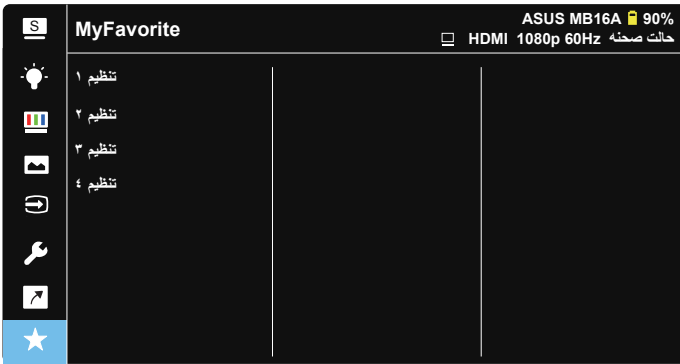 S
MyFavorite
ASUS MB16A 90%
HDMI 1080p 60Hz حالت صحنه
تنظیم ۱
تنظیم ۲
تنظیم ۳
تنظیم ٤